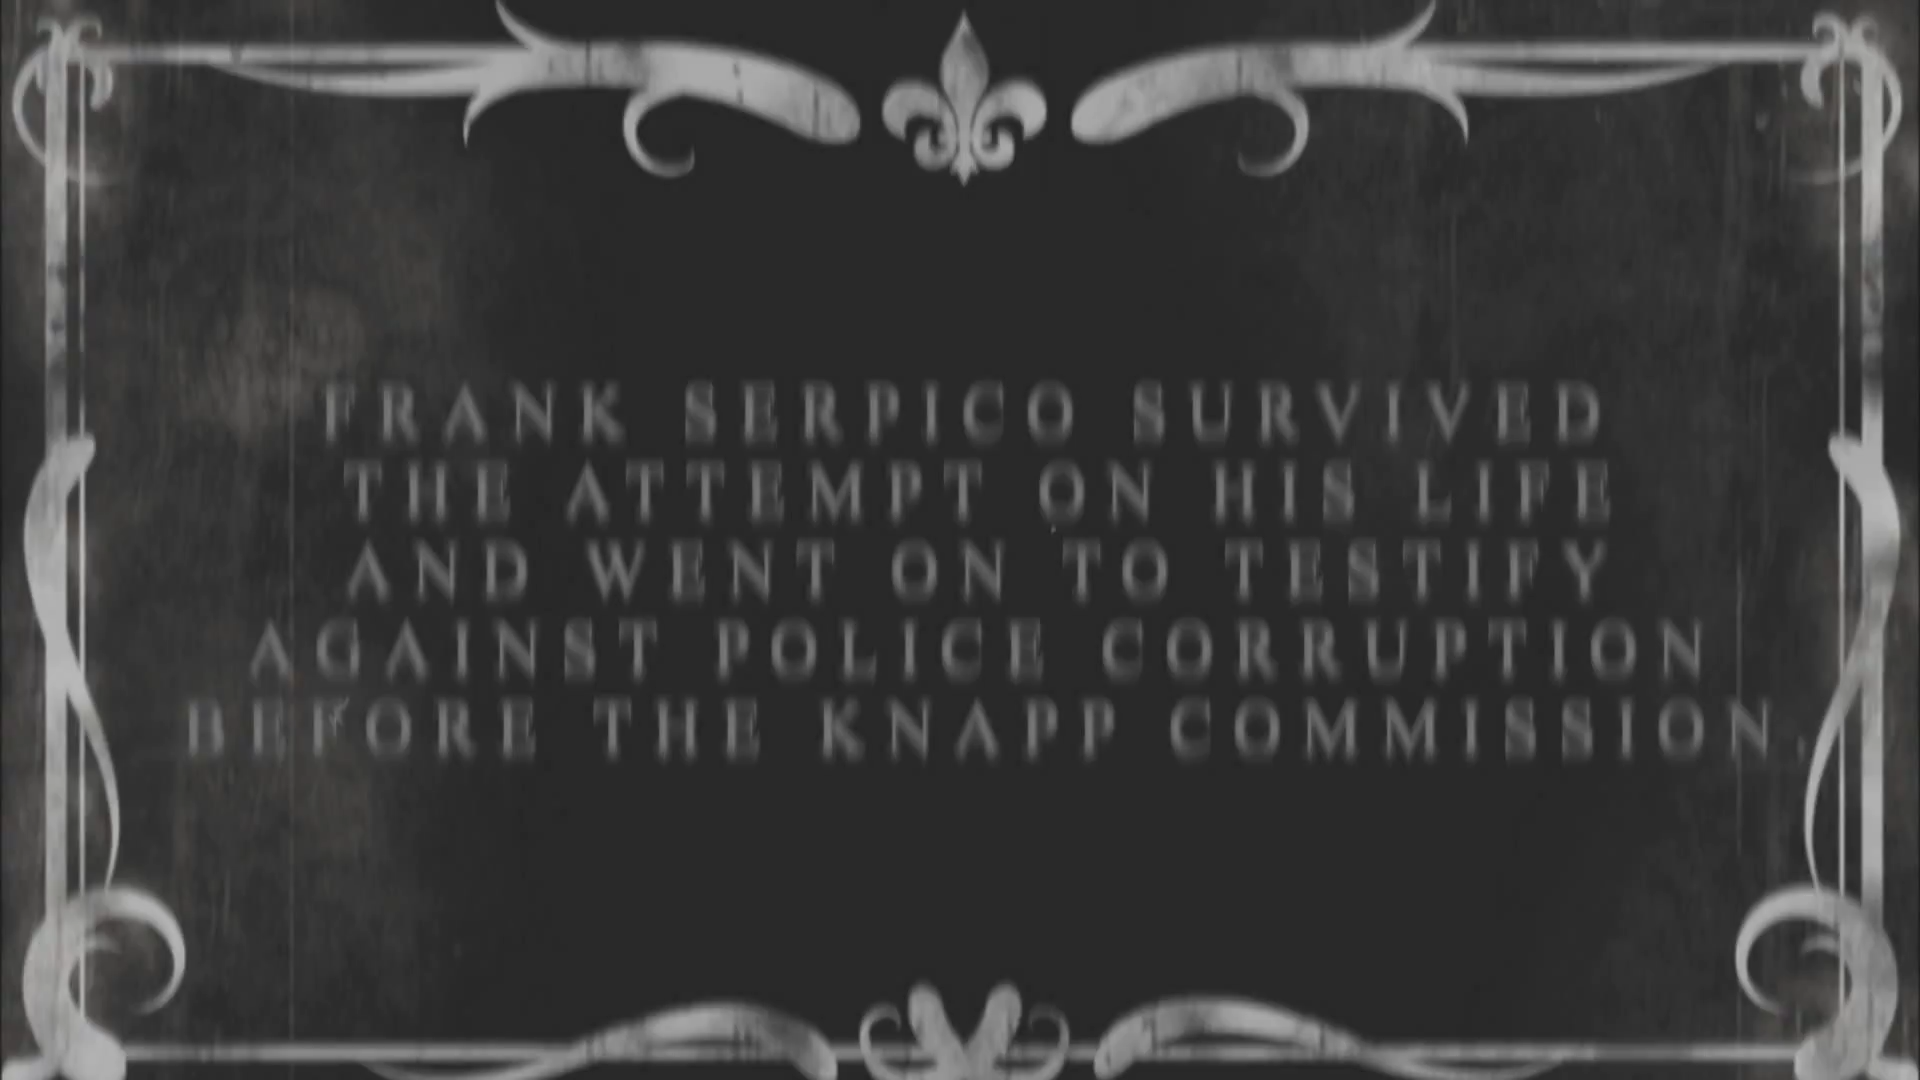 FRANK SERPICO SURVIVED
THE ATTEMPT ON HIS LIFE
AND WENT ON TO TESTIFY
AGAINST POLICE CORRUPTION
BEFORE THE KNAPP COMMISSION.